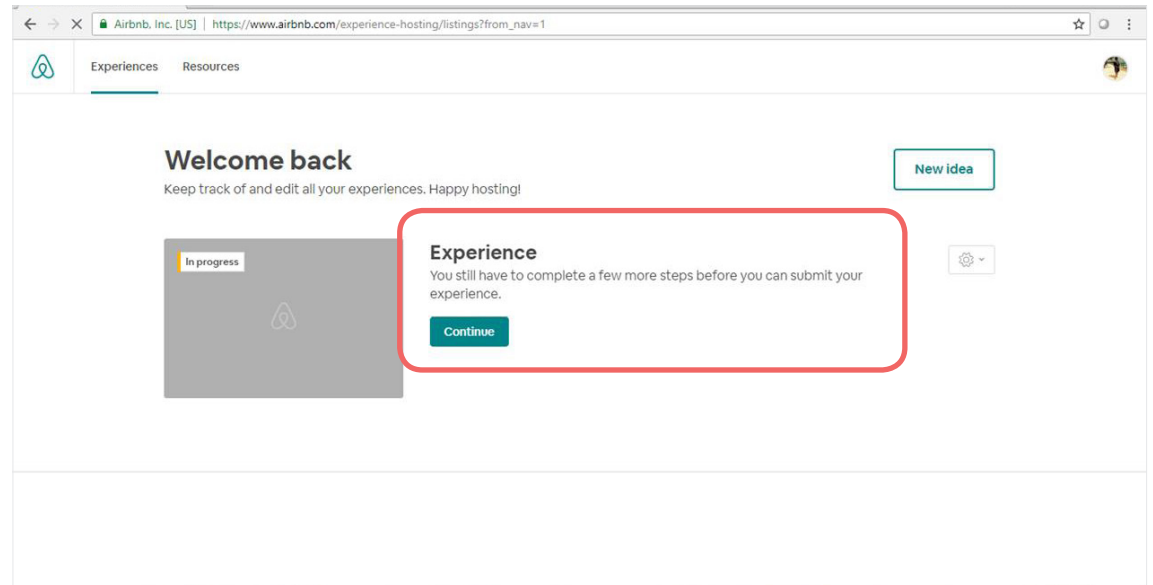 Airbnb, Inc. [US] | https://www.airbnb.com/experience-hosting/listings?from_nav=1
Experiences Resources
Welcome back
New idea
Keep track of and edit all your experiences. Happy hosting!
In progress
Experience
You still have to complete a few more steps before you can submit your
experience.
Continue